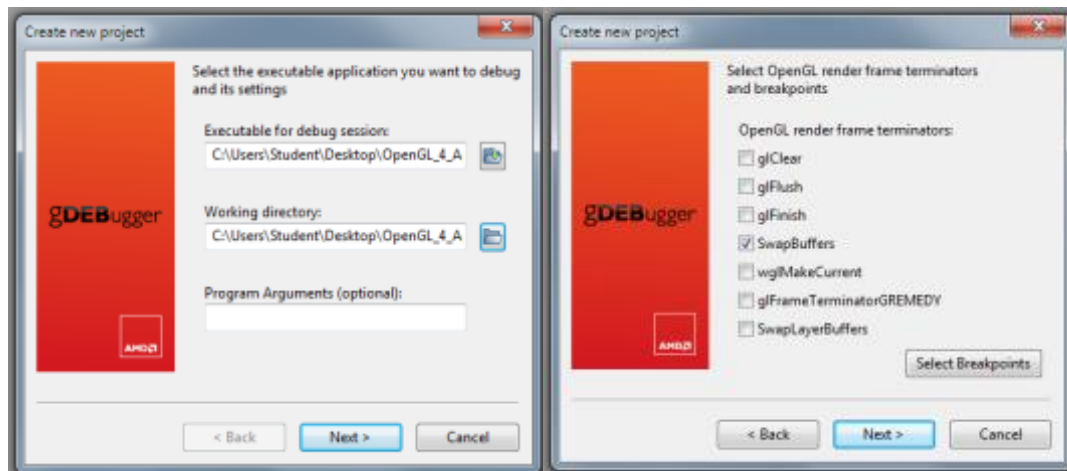 Create new project
Select the executable application you want to debug
and its settings
Executable for debug session:
C:\Users\Student\Desktop\OpenGL_4_A
Working directory:
C:\Users\Student\Desktop\OpenGL_4_A
Program Arguments (optional):
gDEBugger
AMD
< Back
Next >
Cancel
Create new project
Select OpenGL render frame terminators
and breakpoints
OpenGL render frame terminators:
glClear
glFlush
glFinish
SwapBuffers
wglMakeCurrent
glFrameTerminatorGREMEDY
SwapLayerBuffers
gDEBugger
AMD
Select Breakpoints
< Back
Next >
Cancel